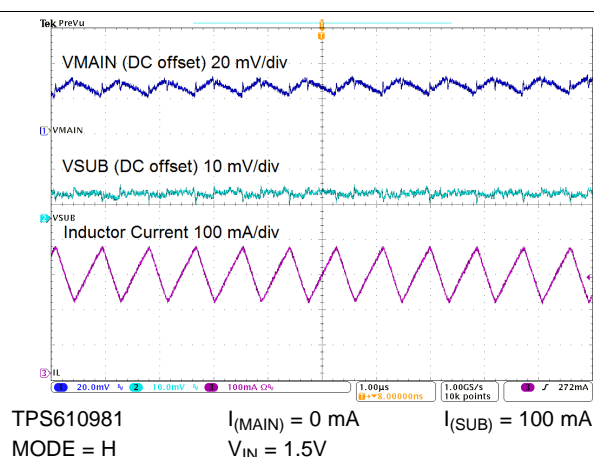 Tek PreVu
T
VMAIN (DC offset) 20 mV/div
1 VMAIN
VSUB (DC offset) 10 mV/div
2 VSUB
Inductor Current 100 mA/div
3 IL
1 20.0mV 2 10.0mV 3 100mA Ω
1.00µs
T→▼8.00000ns
1.00GS/s
10k points
3 ∫ 272mA
TPS610981 I(MAIN) = 0 mA I(SUB) = 100 mA
MODE = H VIN = 1.5V